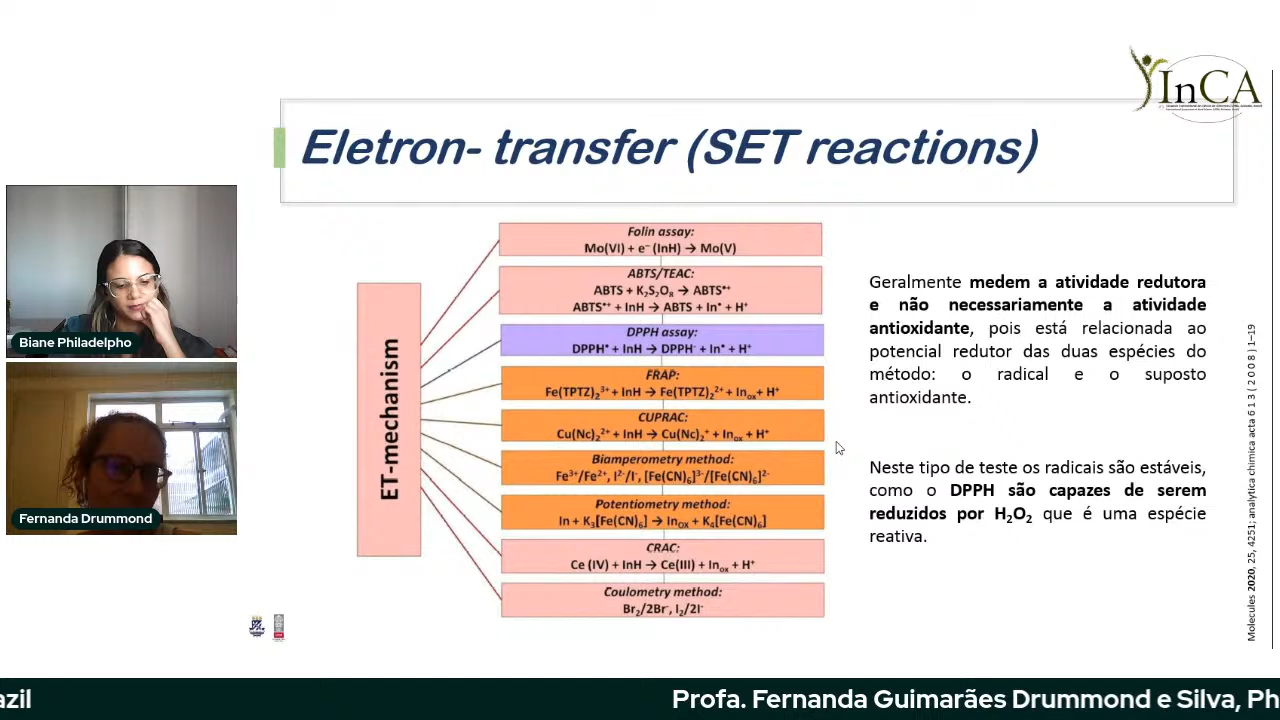 InCA
Eletron- transfer (SET reactions)
Biane Philadelpho
Fernanda Drummond
ET-mechanism
Folin assay:
Mo(VI) + e⁻ (InH) → Mo(V)
ABTS/TEAC:
ABTS + K₂S₂O₈ → ABTS•⁺
ABTS•⁺ + InH → ABTS + In• + H⁺
DPPH assay:
DPPH• + InH → DPPH⁻ + In• + H⁺
FRAP:
Fe(TPTZ)₂³⁺ + InH → Fe(TPTZ)₂²⁺ + Inₒₓ + H⁺
CUPRAC:
Cu(Nc)₂²⁺ + InH → Cu(Nc)₂⁺ + Inₒₓ + H⁺
Biamperometry method:
Fe³⁺/Fe²⁺, I²⁻/I⁻, [Fe(CN)₆]³⁻/[Fe(CN)₆]²⁻
Potentiometry method:
In + K₃[Fe(CN)₆] → Inₒₓ + K₄[Fe(CN)₆]
CRAC:
Ce (IV) + InH → Ce(III) + Inₒₓ + H⁺
Coulometry method:
Br₂/2Br⁻, I₂/2I⁻
Geralmente medem a atividade redutora
e não necessariamente a atividade
antioxidante, pois está relacionada ao
potencial redutor das duas espécies do
método: o radical e o suposto
antioxidante.
Neste tipo de teste os radicais são estáveis,
como o DPPH são capazes de serem
reduzidos por H₂O₂ que é uma espécie
reativa.
Molecules 2020, 25, 4251; analytica chimica acta 6 1 3 ( 2 0 0 8 ) 1–19
azil
Profa. Fernanda Guimarães Drummond e Silva, Ph